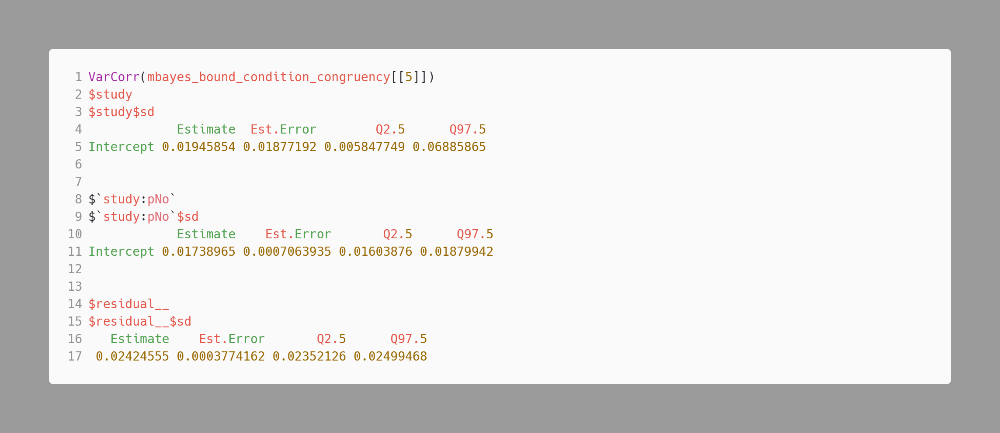 1 VarCorr(mbayes_bound_condition_congruency[[5]])
2 $study
3 $study$sd
4             Estimate  Est.Error        Q2.5      Q97.5
5 Intercept 0.01945854 0.01877192 0.005847749 0.06885865
6
7
8 $`study:pNo`
9 $`study:pNo`$sd
10             Estimate    Est.Error       Q2.5      Q97.5
11 Intercept 0.01738965 0.0007063935 0.01603876 0.01879942
12
13
14 $residual__
15 $residual__$sd
16    Estimate    Est.Error       Q2.5      Q97.5
17  0.02424555 0.0003774162 0.02352126 0.02499468